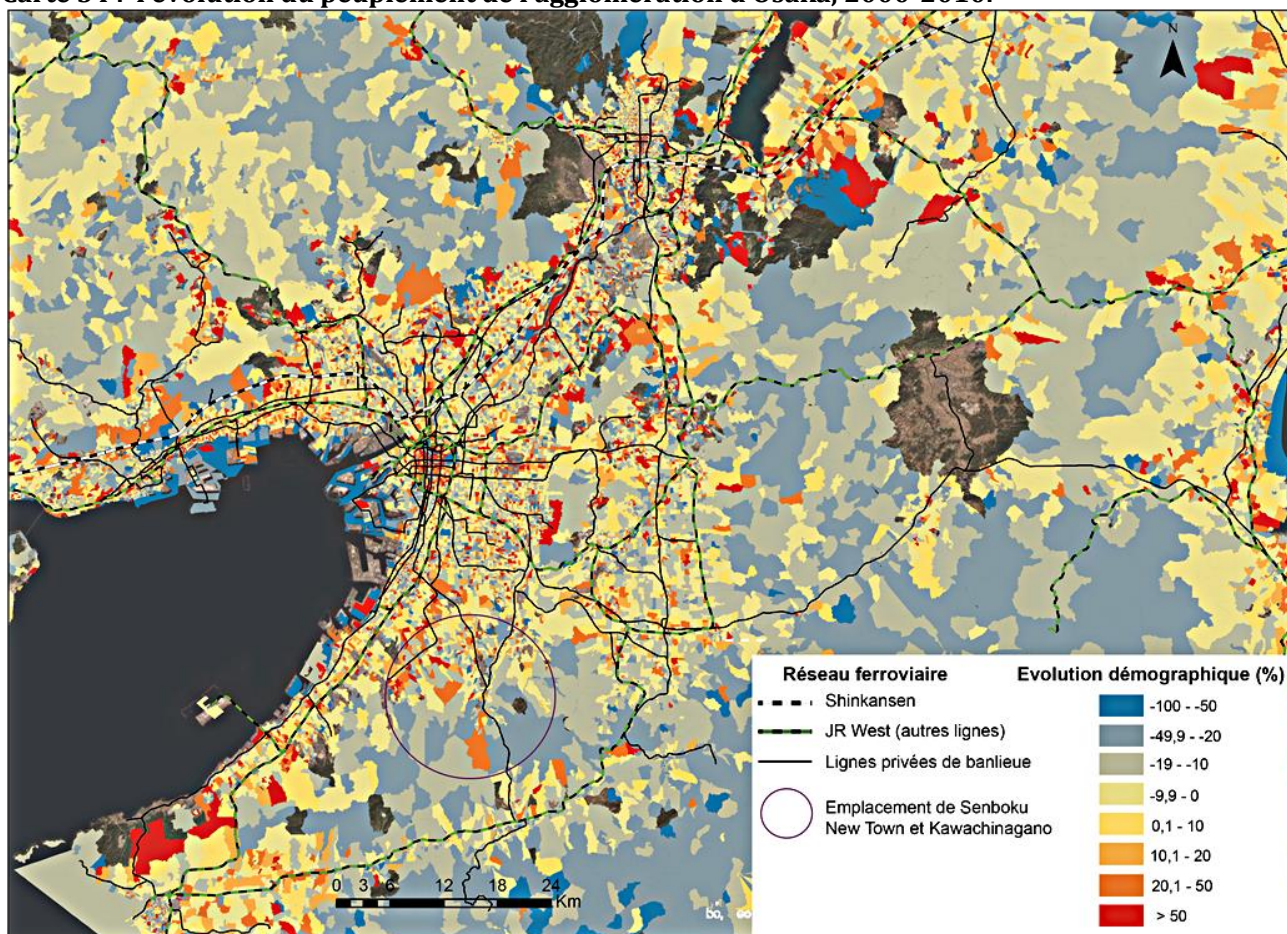 Carte 54 : l'évolution du peuplement de l'agglomération d'Osaka, 2000-2010.
N
Réseau ferroviaire
Shinkansen
JR West (autres lignes)
Lignes privées de banlieue
Emplacement de Senboku
New Town et Kawachinagano
Evolution démographique (%)
-100 - -50
-49,9 - -20
-19 - -10
-9,9 - 0
0,1 - 10
10,1 - 20
20,1 - 50
> 50
0 3 6 12 18 24
Km